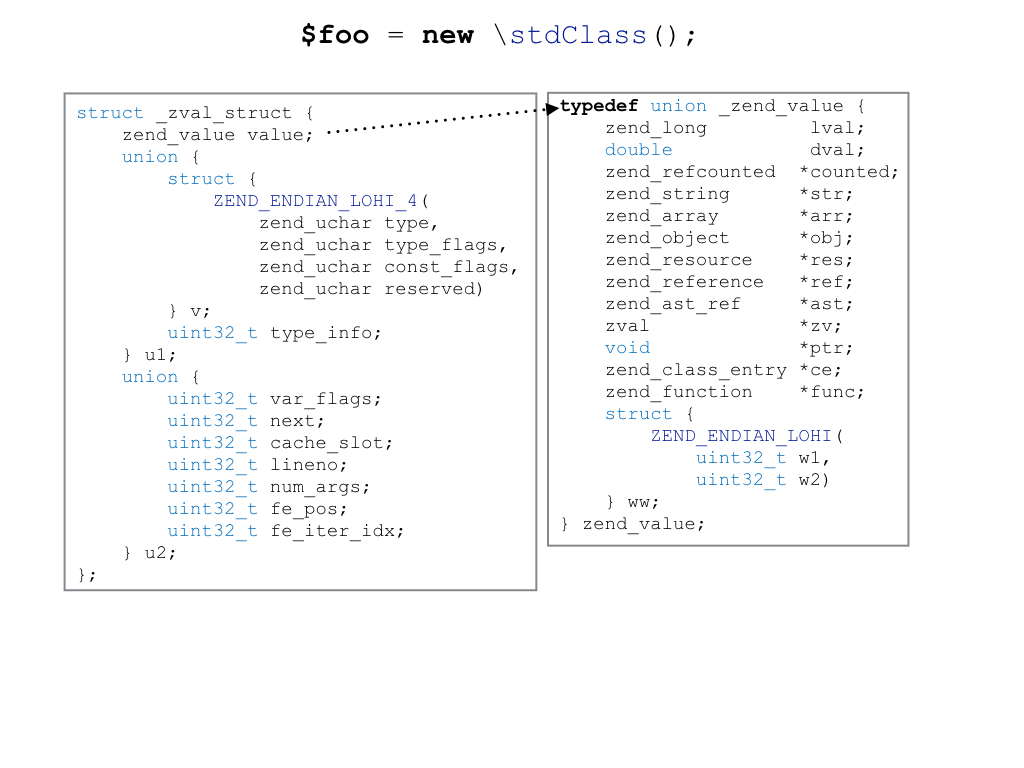 $foo = new \stdClass();
struct _zval_struct {
    zend_value value;
    union {
        struct {
            ZEND_ENDIAN_LOHI_4(
                zend_uchar type,
                zend_uchar type_flags,
                zend_uchar const_flags,
                zend_uchar reserved)
        } v;
        uint32_t type_info;
    } u1;
    union {
        uint32_t var_flags;
        uint32_t next;
        uint32_t cache_slot;
        uint32_t lineno;
        uint32_t num_args;
        uint32_t fe_pos;
        uint32_t fe_iter_idx;
    } u2;
};
typedef union _zend_value {
    zend_long         lval;
    double            dval;
    zend_refcounted  *counted;
    zend_string      *str;
    zend_array       *arr;
    zend_object      *obj;
    zend_resource    *res;
    zend_reference   *ref;
    zend_ast_ref     *ast;
    zval             *zv;
    void             *ptr;
    zend_class_entry *ce;
    zend_function    *func;
    struct {
        ZEND_ENDIAN_LOHI(
            uint32_t w1,
            uint32_t w2)
    } ww;
} zend_value;